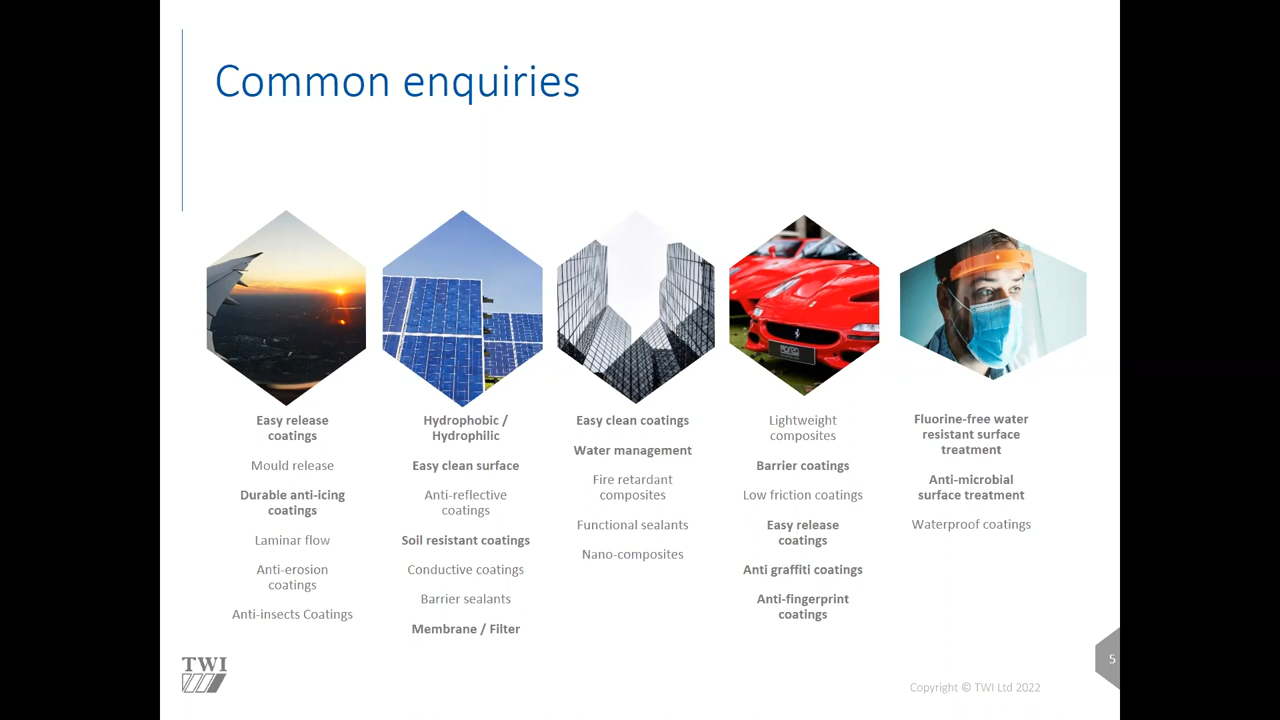 Common enquiries
Easy release
coatings
Mould release
Durable anti-icing
coatings
Laminar flow
Anti-erosion
coatings
Anti-insects Coatings
Hydrophobic /
Hydrophilic
Easy clean surface
Anti-reflective
coatings
Soil resistant coatings
Conductive coatings
Barrier sealants
Membrane / Filter
Easy clean coatings
Water management
Fire retardant
composites
Functional sealants
Nano-composites
Lightweight
composites
Barrier coatings
Low friction coatings
Easy release
coatings
Anti graffiti coatings
Anti-fingerprint
coatings
Fluorine-free water
resistant surface
treatment
Anti-microbial
surface treatment
Waterproof coatings
TWI
Copyright © TWI Ltd 2022
5